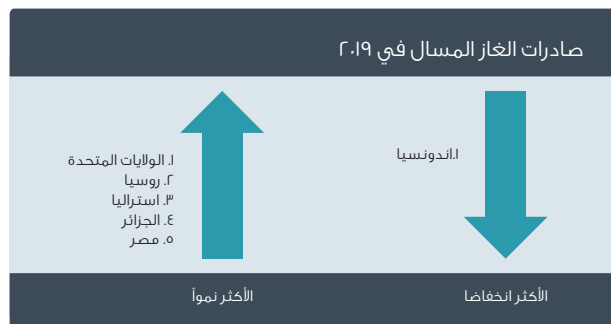 صادرات الغاز المسال في ٢٠١٩
١.اندونسيا
الأكثر انخفاضا
١. الولايات المتحدة
٢. روسيا
٣. استراليا
٤. الجزائر
٥. مصر
الأكثر نمواً